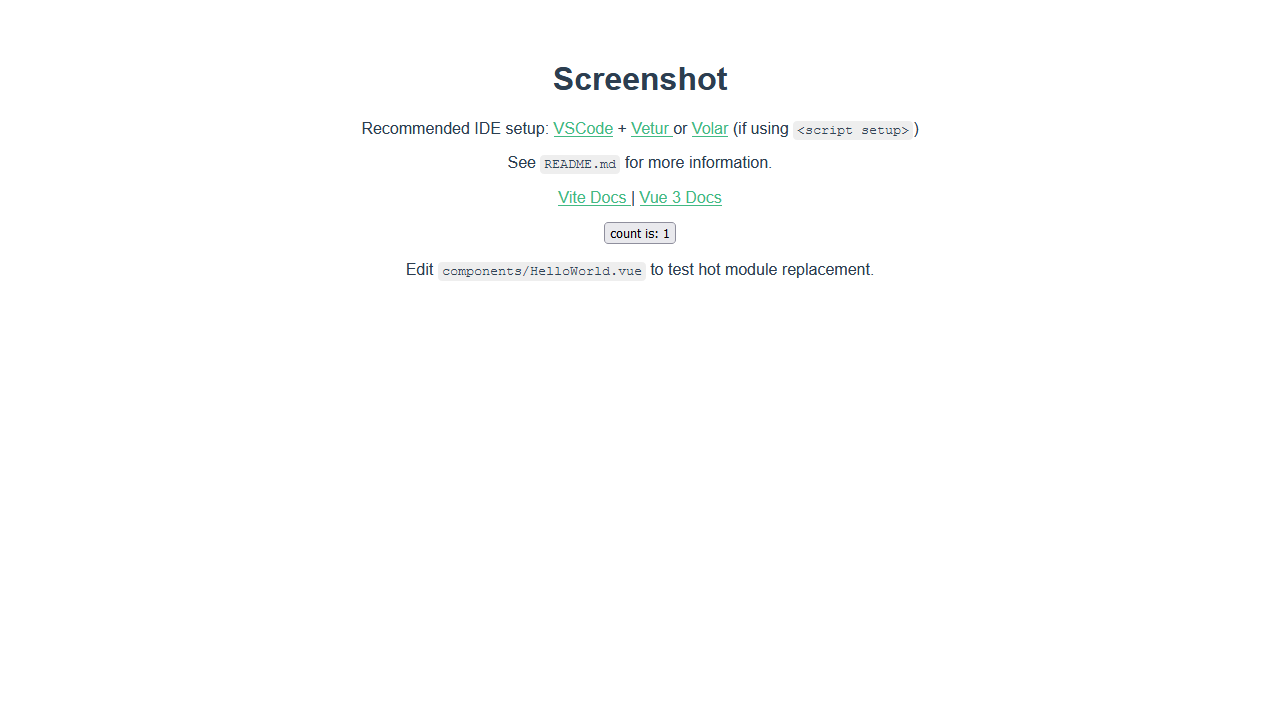 Screenshot
Recommended IDE setup: VSCode + Vetur or Volar (if using <script setup>)
See README.md for more information.
Vite Docs | Vue 3 Docs
count is: 1
Edit components/HelloWorld.vue to test hot module replacement.